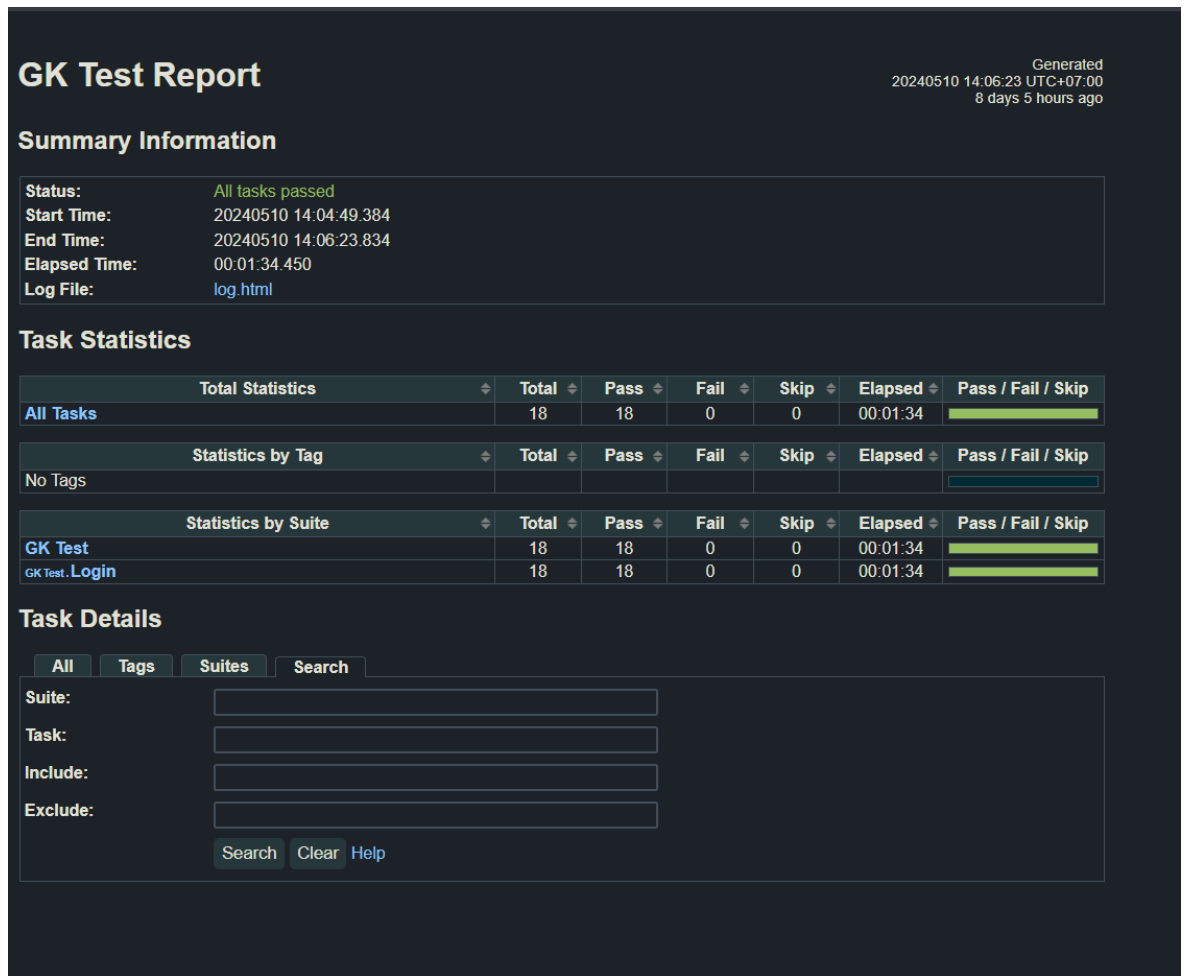 GK Test Report
Generated
20240510 14:06:23 UTC+07:00
8 days 5 hours ago
Summary Information
Status: All tasks passed
Start Time: 20240510 14:04:49.384
End Time: 20240510 14:06:23.834
Elapsed Time: 00:01:34.450
Log File: log.html
Task Statistics
Total Statistics Total Pass Fail Skip Elapsed Pass / Fail / Skip
All Tasks 18 18 0 0 00:01:34
Statistics by Tag Total Pass Fail Skip Elapsed Pass / Fail / Skip
No Tags
Statistics by Suite Total Pass Fail Skip Elapsed Pass / Fail / Skip
GK Test 18 18 0 0 00:01:34
GK Test.Login 18 18 0 0 00:01:34
Task Details
All Tags Suites Search
Suite:
Task:
Include:
Exclude:
Search Clear Help